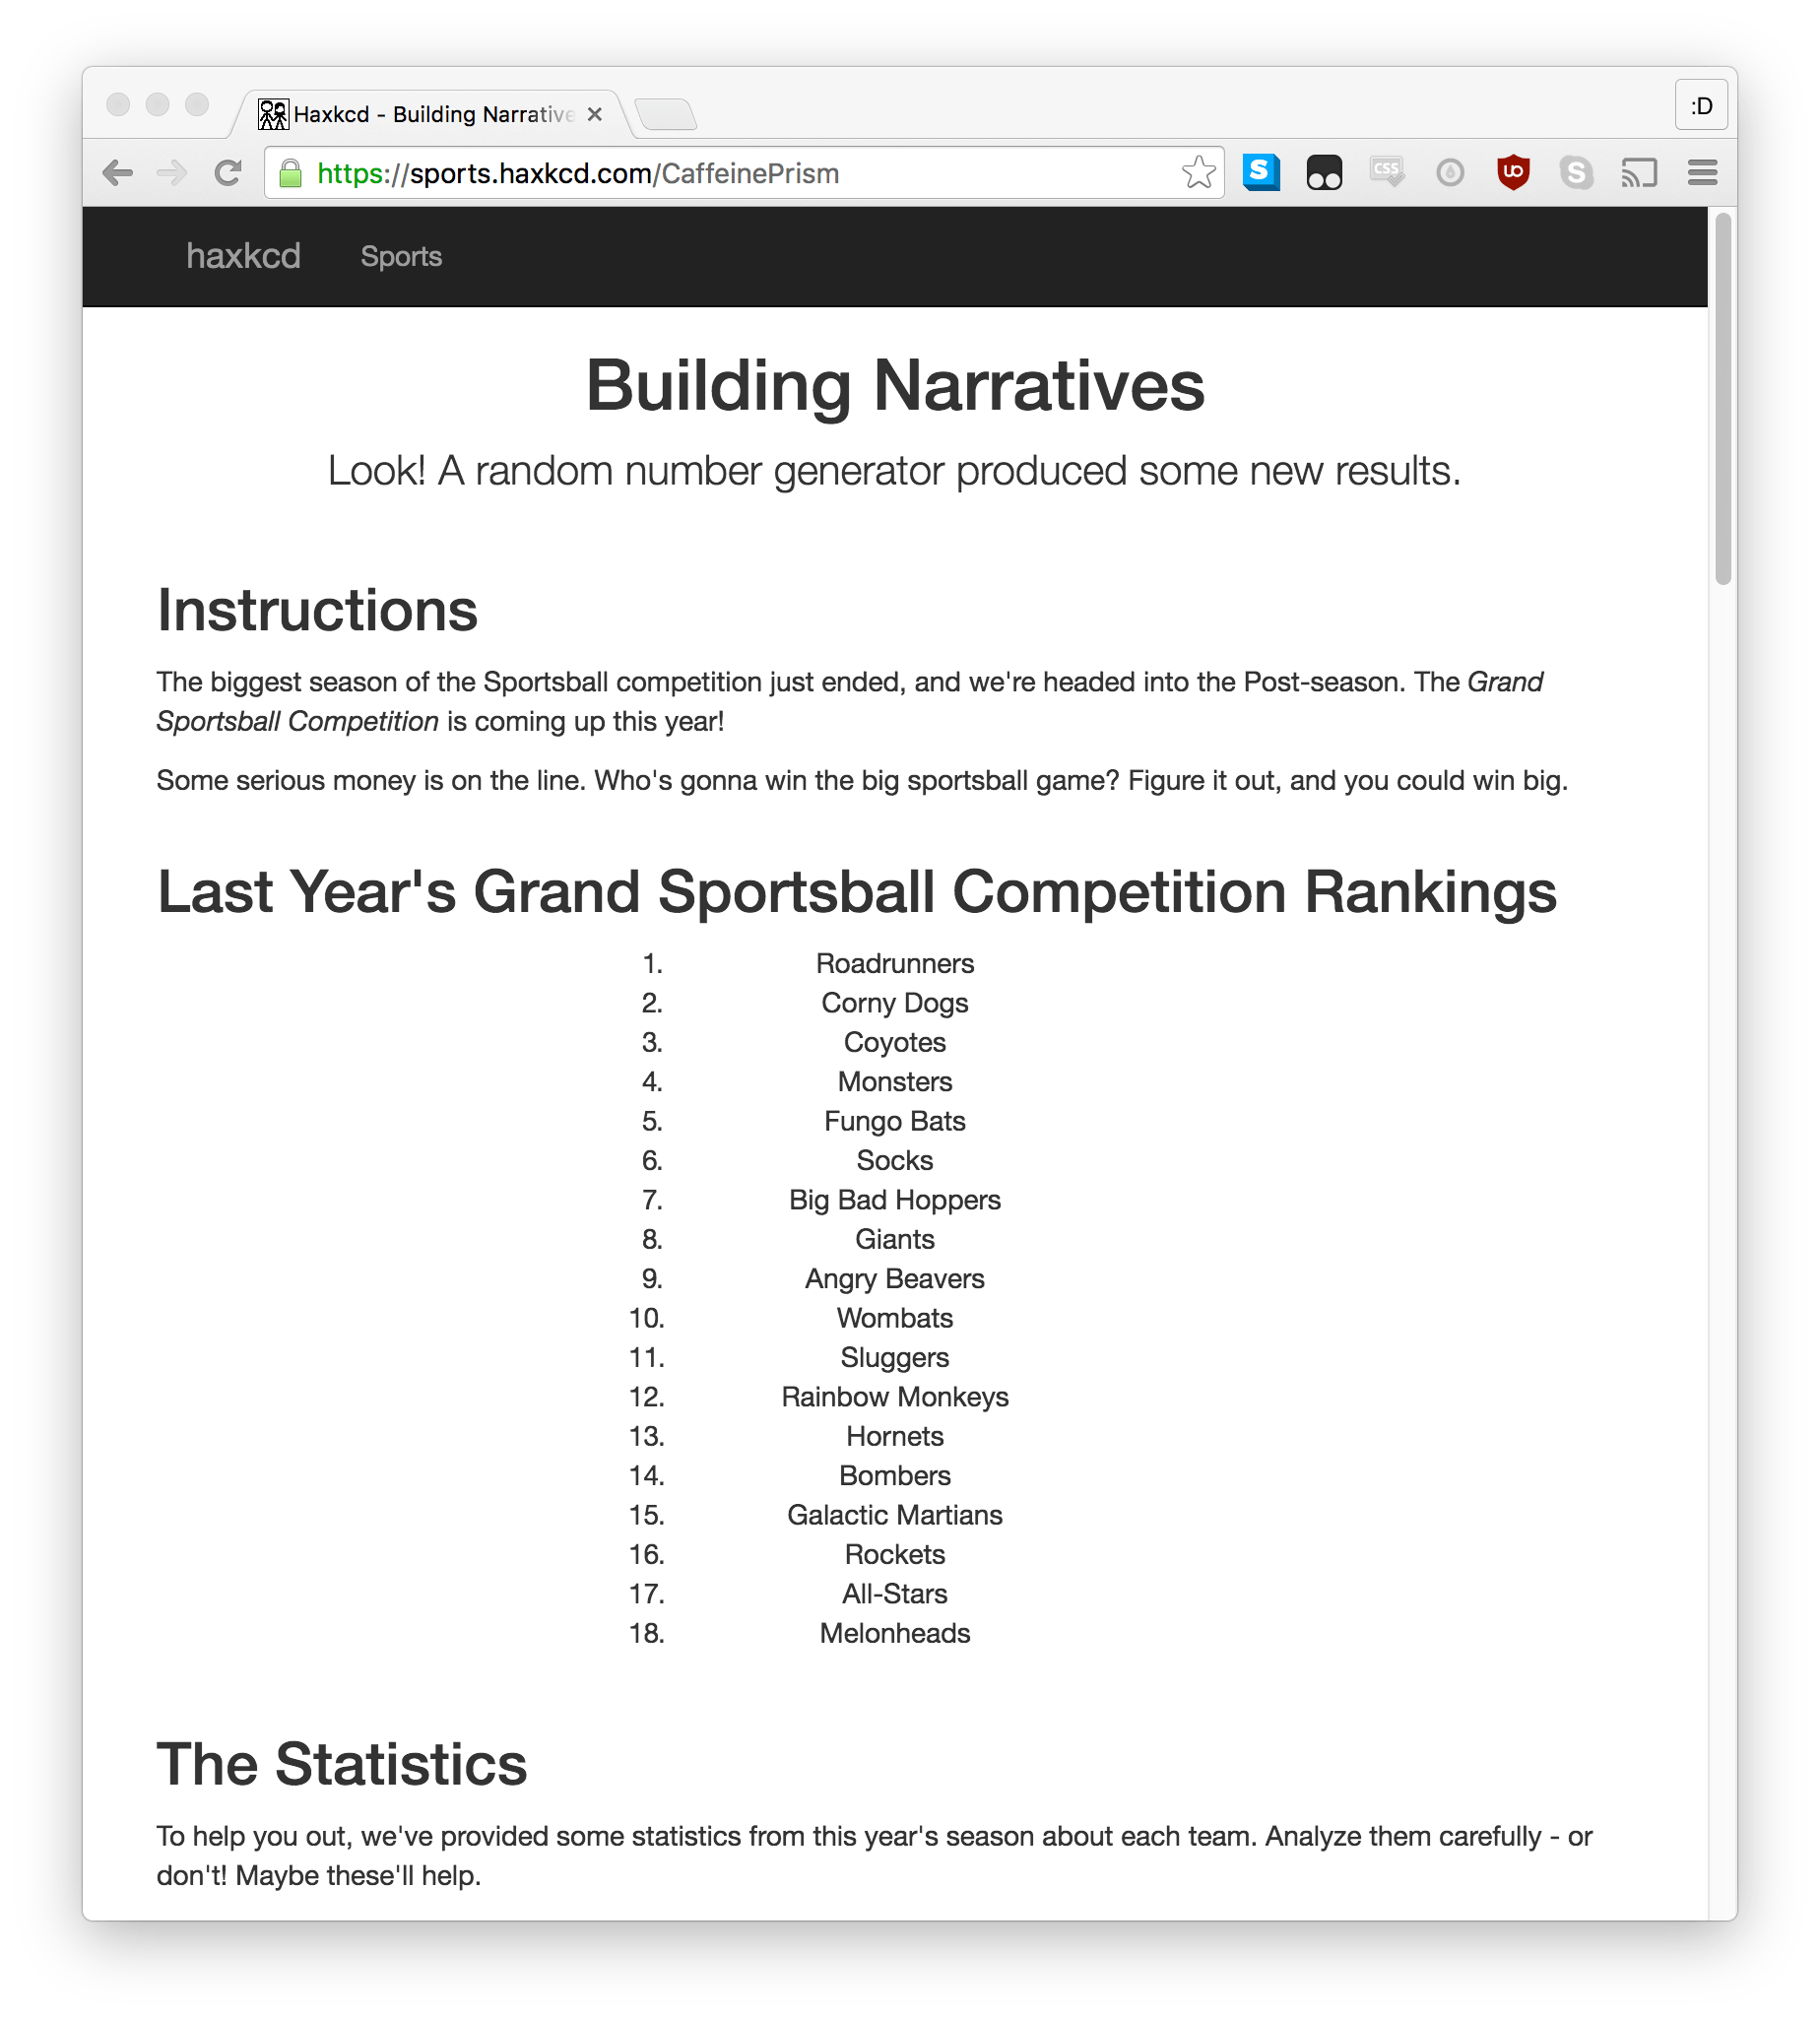 Haxkcd - Building Narrative
:D
https://sports.haxkcd.com/CaffeinePrism
S
CSS
UO
S
haxkcd Sports
Building Narratives
Look! A random number generator produced some new results.
Instructions
The biggest season of the Sportsball competition just ended, and we're headed into the Post-season. The Grand
Sportsball Competition is coming up this year!
Some serious money is on the line. Who's gonna win the big sportsball game? Figure it out, and you could win big.
Last Year's Grand Sportsball Competition Rankings
1. Roadrunners
2. Corny Dogs
3. Coyotes
4. Monsters
5. Fungo Bats
6. Socks
7. Big Bad Hoppers
8. Giants
9. Angry Beavers
10. Wombats
11. Sluggers
12. Rainbow Monkeys
13. Hornets
14. Bombers
15. Galactic Martians
16. Rockets
17. All-Stars
18. Melonheads
The Statistics
To help you out, we've provided some statistics from this year's season about each team. Analyze them carefully - or
don't! Maybe these'll help.